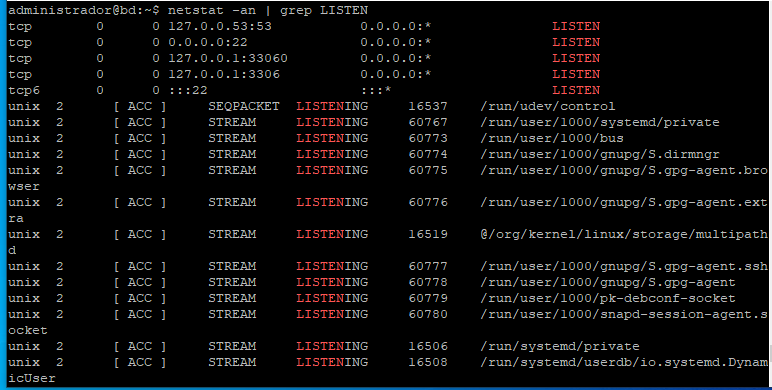 administrador@bd:~$ netstat -an | grep LISTEN
tcp        0      0 127.0.0.53:53           0.0.0.0:*               LISTEN
tcp        0      0 0.0.0.0:22              0.0.0.0:*               LISTEN
tcp        0      0 127.0.0.1:33060         0.0.0.0:*               LISTEN
tcp        0      0 127.0.0.1:3306          0.0.0.0:*               LISTEN
tcp6       0      0 :::22                   :::*                    LISTEN
unix  2      [ ACC ]     SEQPACKET  LISTENING     16537    /run/udev/control
unix  2      [ ACC ]     STREAM     LISTENING     60767    /run/user/1000/systemd/private
unix  2      [ ACC ]     STREAM     LISTENING     60773    /run/user/1000/bus
unix  2      [ ACC ]     STREAM     LISTENING     60774    /run/user/1000/gnupg/S.dirmngr
unix  2      [ ACC ]     STREAM     LISTENING     60775    /run/user/1000/gnupg/S.gpg-agent.bro
wser
unix  2      [ ACC ]     STREAM     LISTENING     60776    /run/user/1000/gnupg/S.gpg-agent.ext
ra
unix  2      [ ACC ]     STREAM     LISTENING     16519    @/org/kernel/linux/storage/multipath
d
unix  2      [ ACC ]     STREAM     LISTENING     60777    /run/user/1000/gnupg/S.gpg-agent.ssh
unix  2      [ ACC ]     STREAM     LISTENING     60778    /run/user/1000/gnupg/S.gpg-agent
unix  2      [ ACC ]     STREAM     LISTENING     60779    /run/user/1000/pk-debconf-socket
unix  2      [ ACC ]     STREAM     LISTENING     60780    /run/user/1000/snapd-session-agent.s
ocket
unix  2      [ ACC ]     STREAM     LISTENING     16506    /run/systemd/private
unix  2      [ ACC ]     STREAM     LISTENING     16508    /run/systemd/userdb/io.systemd.Dynam
icUser